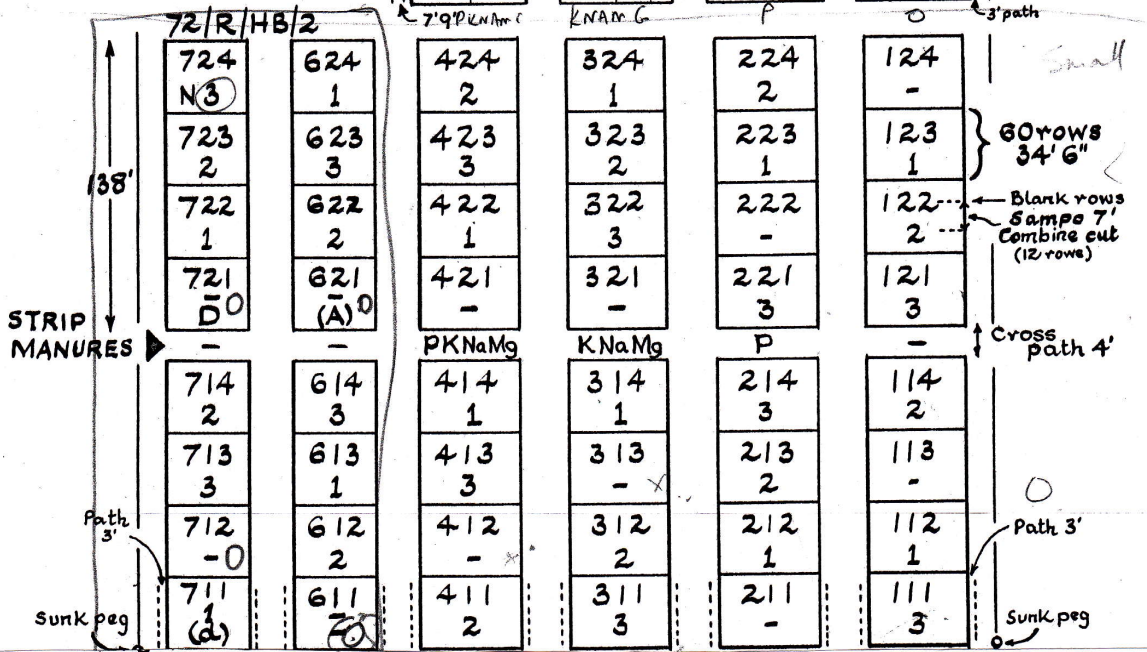 7'9" PKNAM G KNAM G P O 3' path
72/R/HB/2
724 624 424 324 224 124 Small
N3 1 2 1 2 -
723 623 423 323 223 123 60 rows
2 3 3 2 1 1 34' 6"
138'
722 622 422 322 222 122 Blank rows
1 2 1 3 - 2 Sampo 7'
Combine cut
(12 rows)
721 621 421 321 221 121
- - - - 3 3
D O (A) O
STRIP
MANURES - - PKNaMg KNaMg P - Cross
path 4'
714 614 414 314 214 114
2 3 1 1 3 2
713 613 413 313 213 113
3 1 3 - x 2 - O
Path
3'
712 612 412 312 212 112 Path 3'
- O 2 - x 2 1 1
711 611 411 311 211 111
1 - 2 3 - 3
Sunk peg (d) O Sunk peg